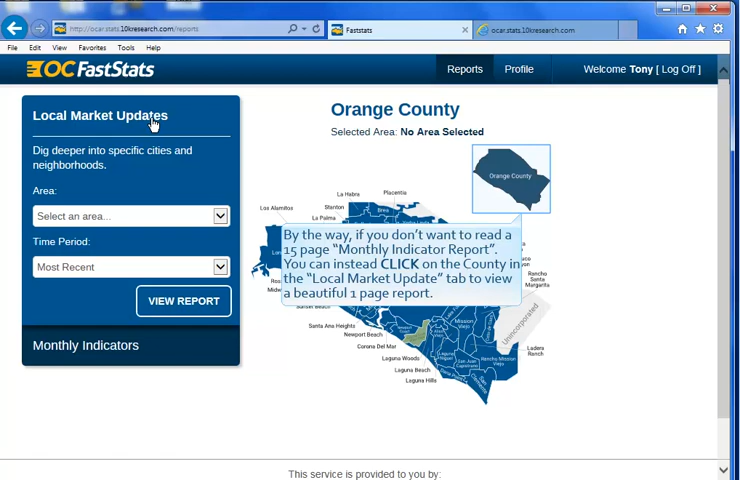 http://ocar.stats.10kresearch.com/reports
Faststats
ocar.stats.10kresearch.com
File Edit View Favorites Tools Help
OC FastStats
Reports Profile Welcome Tony [ Log Off ]
Local Market Updates
Dig deeper into specific cities and
neighborhoods.
Area:
Select an area...
Time Period:
Most Recent
VIEW REPORT
Monthly Indicators
Orange County
Selected Area: No Area Selected
Orange County
La Habra
Placentia
Los Alamitos
Stanton
La Palma
Brea
By the way, if you don't want to read a
15 page "Monthly Indicator Report".
You can instead CLICK on the County in
the "Local Market Update" tab to view
a beautiful 1 page report.
Rancho
Santa
Margarita
Sunset Beach
Santa Ana Heights
Newport Beach
Corona Del Mar
Laguna Woods
Laguna Beach
Laguna Hills
Mission
Viejo
Unincorporated
Ladera
Ranch
San Juan
Capistrano
Rancho Mission
Viejo
San
Clemente
This service is provided to you by: